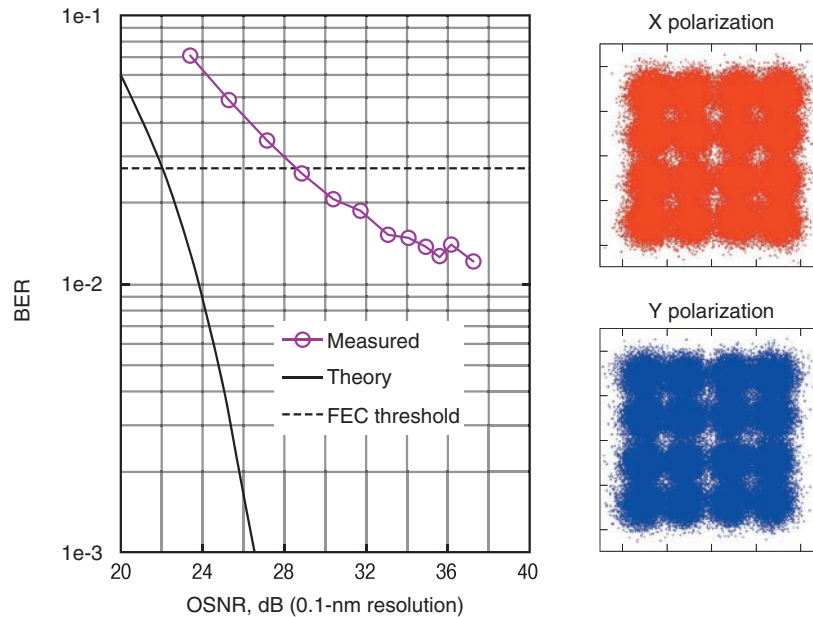 1e-1
1e-2
1e-3
BER
20
24
28
32
36
40
OSNR, dB (0.1-nm resolution)
Measured
Theory
FEC threshold
X polarization
Y polarization